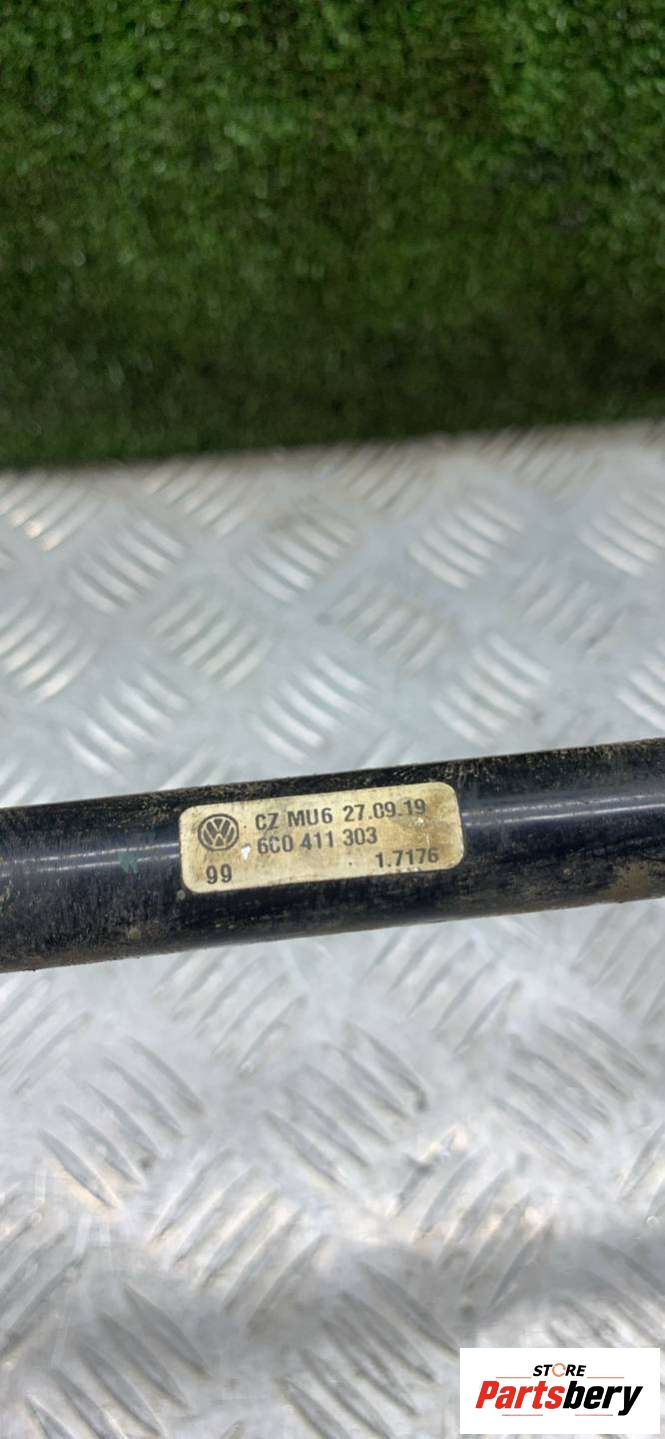 CZ MU6 27.09.19
6C0 411 303
99 1.7176
STORE
Partsbery